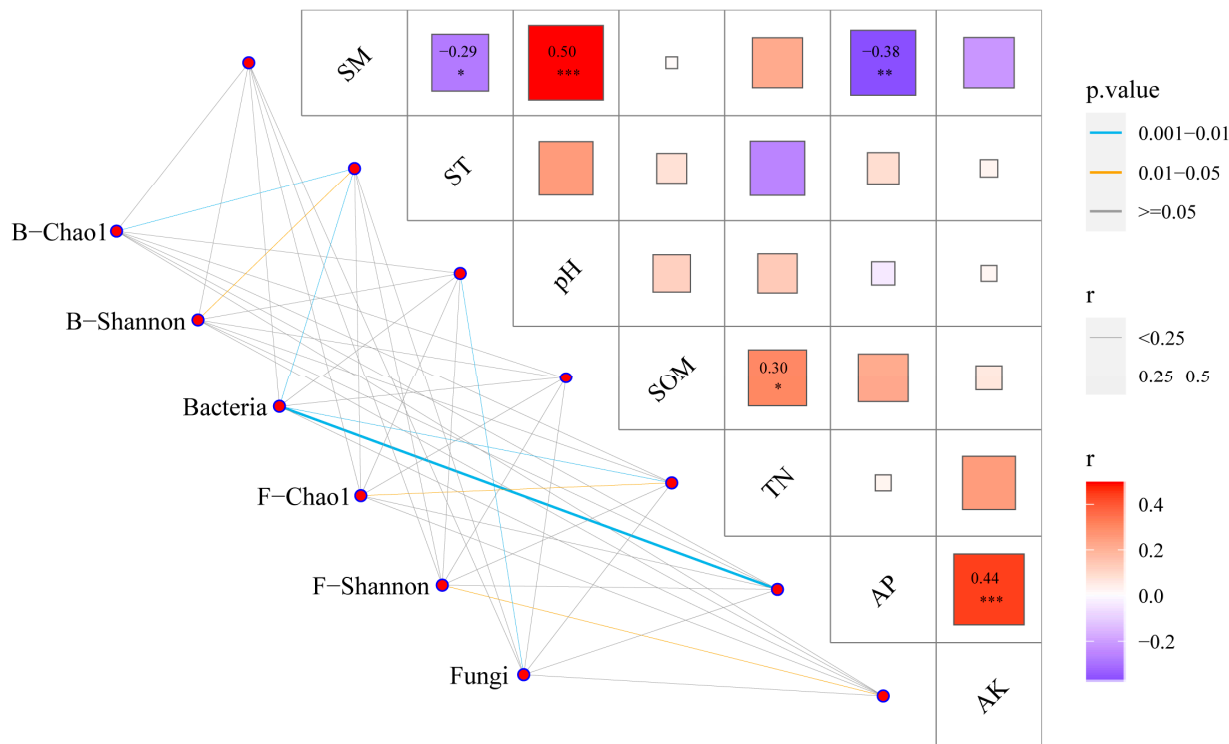 SM
−0.29
*
0.50
***
−0.38
**
ST
pH
SOM
0.30
*
TN
AP
0.44
***
AK
B−Chao1
B−Shannon
Bacteria
F−Chao1
F−Shannon
Fungi
p.value
0.001−0.01
0.01−0.05
>=0.05
r
<0.25
0.25 0.5
r
0.4
0.2
0.0
−0.2